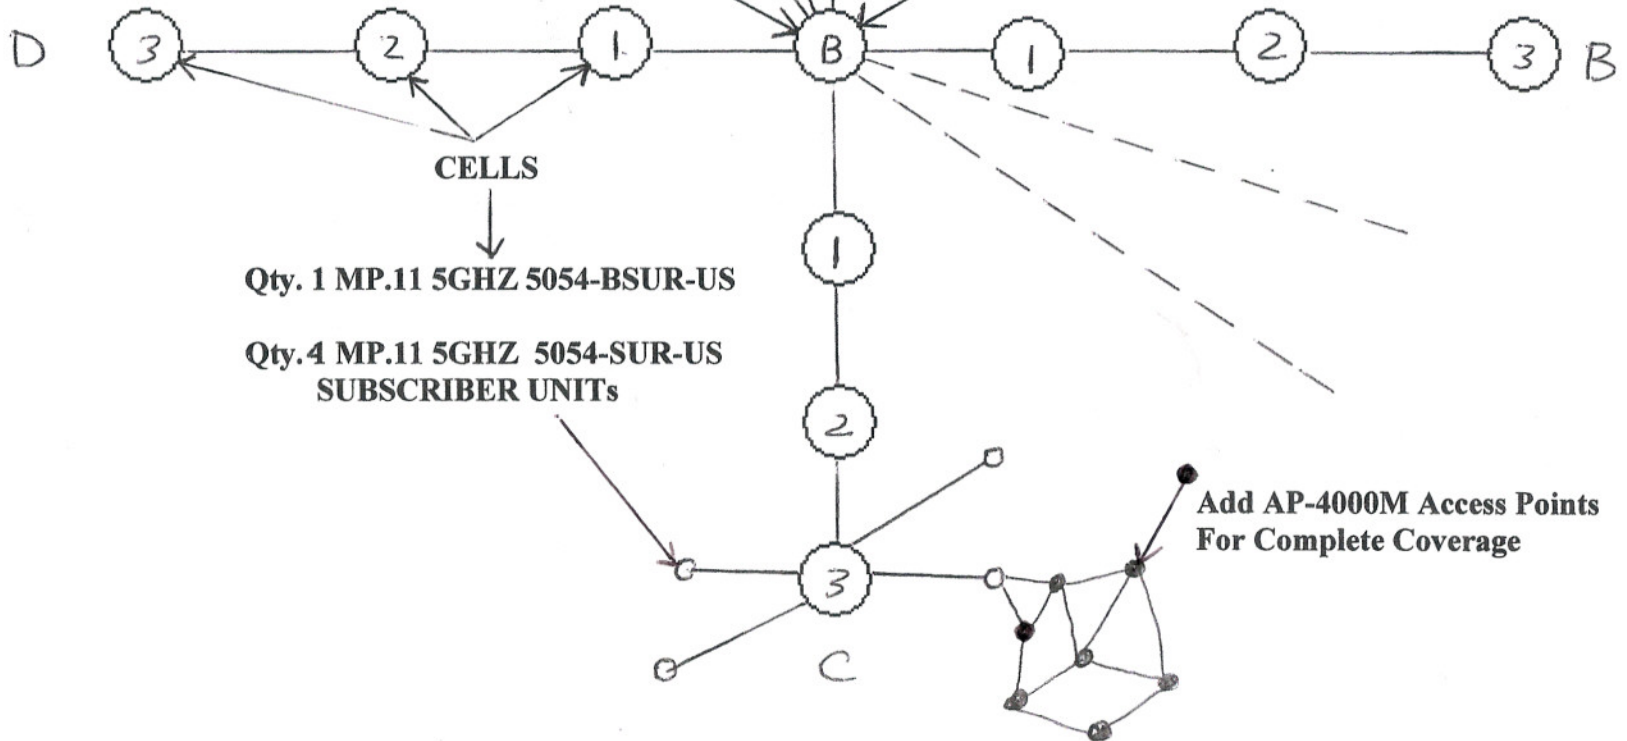 D 3 2 1 B 1 2 3 B
CELLS
1
Qty. 1 MP.11 5GHZ 5054-BSUR-US
Qty.4 MP.11 5GHZ 5054-SUR-US
SUBSCRIBER UNITs
2
Add AP-4000M Access Points
For Complete Coverage
3
C